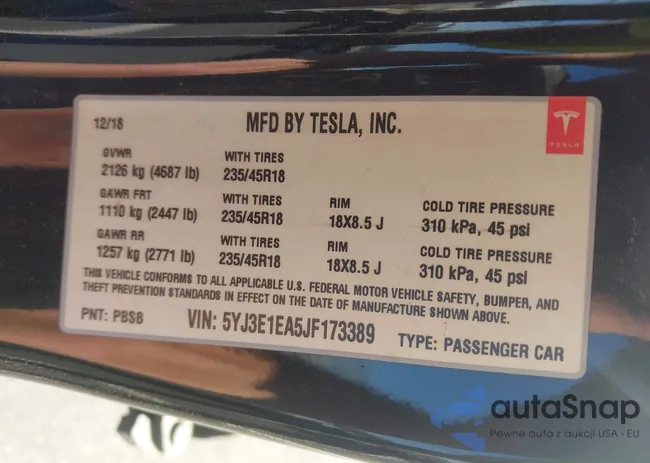 12/18
MFD BY TESLA, INC.
TESLA
GVWR
2126 kg (4687 lb)
WITH TIRES
235/45R18
GAWR FRT
1110 kg (2447 lb)
WITH TIRES
235/45R18
RIM
18X8.5 J
COLD TIRE PRESSURE
310 kPa, 45 psi
GAWR RR
1257 kg (2771 lb)
WITH TIRES
235/45R18
RIM
18X8.5 J
COLD TIRE PRESSURE
310 kPa, 45 psi
THIS VEHICLE CONFORMS TO ALL APPLICABLE U.S. FEDERAL MOTOR VEHICLE SAFETY, BUMPER, AND
THEFT PREVENTION STANDARDS IN EFFECT ON THE DATE OF MANUFACTURE SHOWN ABOVE.
PNT: PBSB
VIN: 5YJ3E1EA5JF173389
TYPE: PASSENGER CAR
autaSnap
Pewne auta z aukcji USA i EU